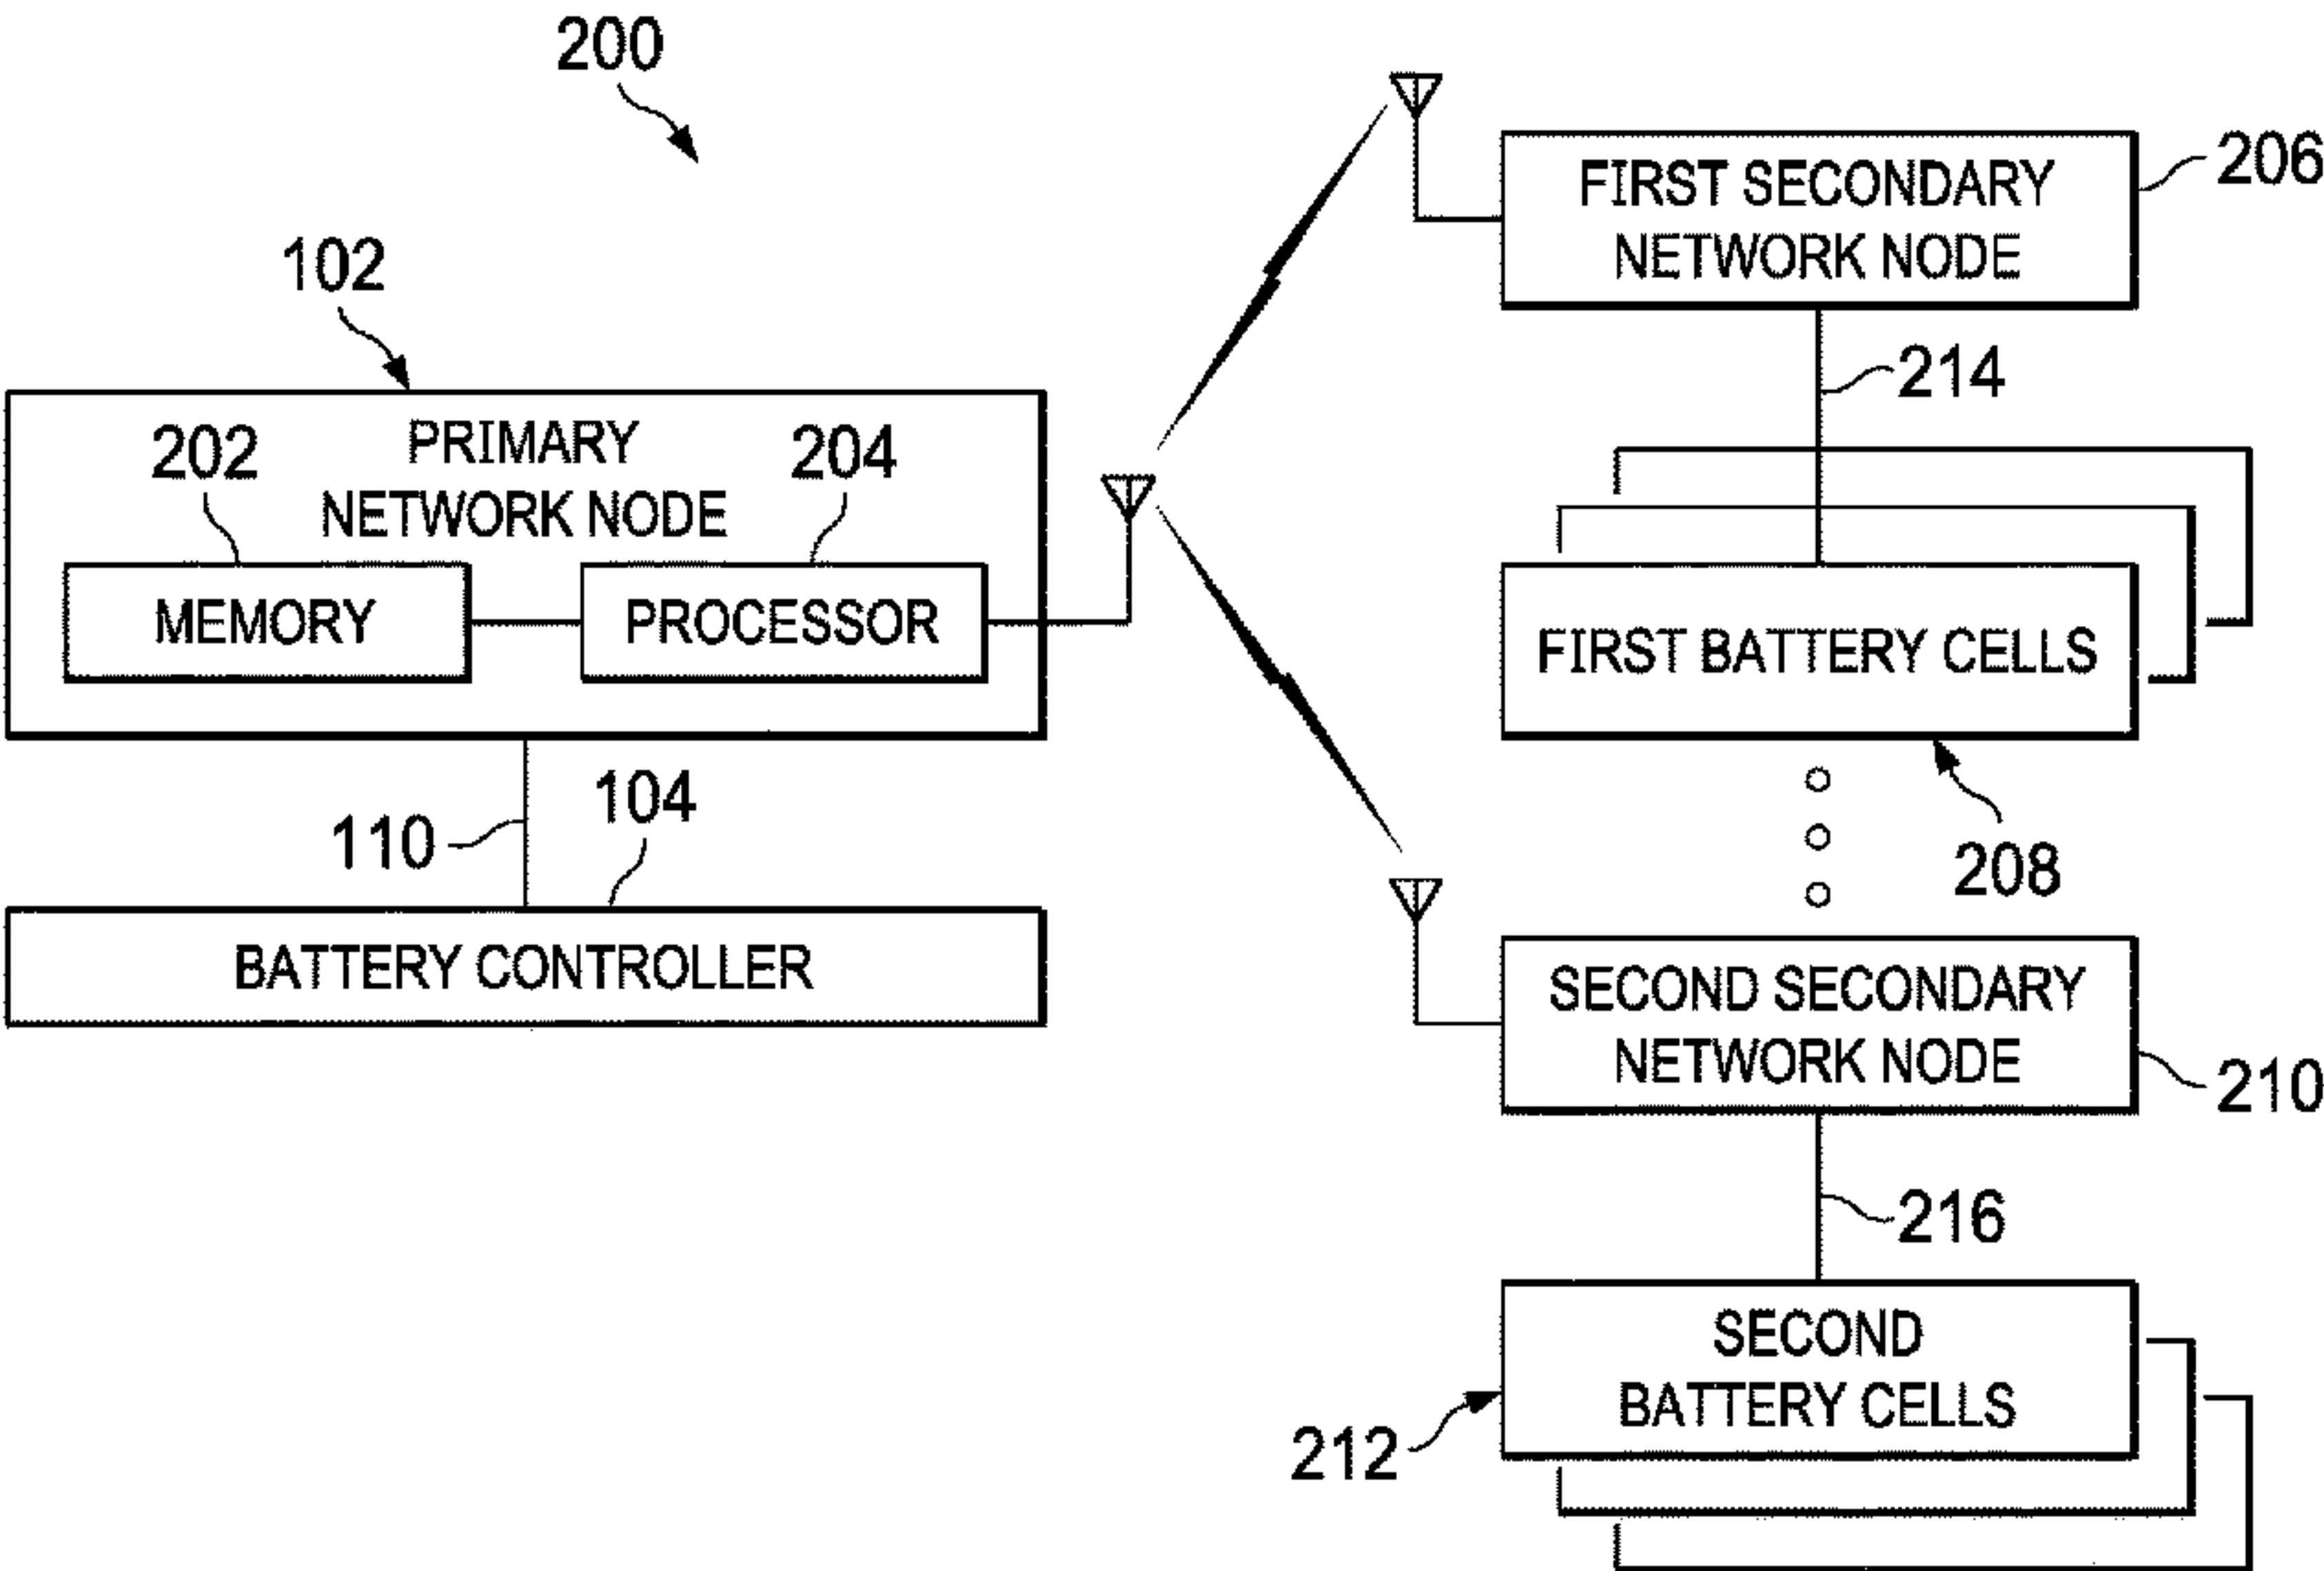 200
102
PRIMARY
NETWORK NODE
202
204
MEMORY
PROCESSOR
110
104
BATTERY CONTROLLER
FIRST SECONDARY
NETWORK NODE
206
214
FIRST BATTERY CELLS
208
SECOND SECONDARY
NETWORK NODE
210
216
SECOND
BATTERY CELLS
212